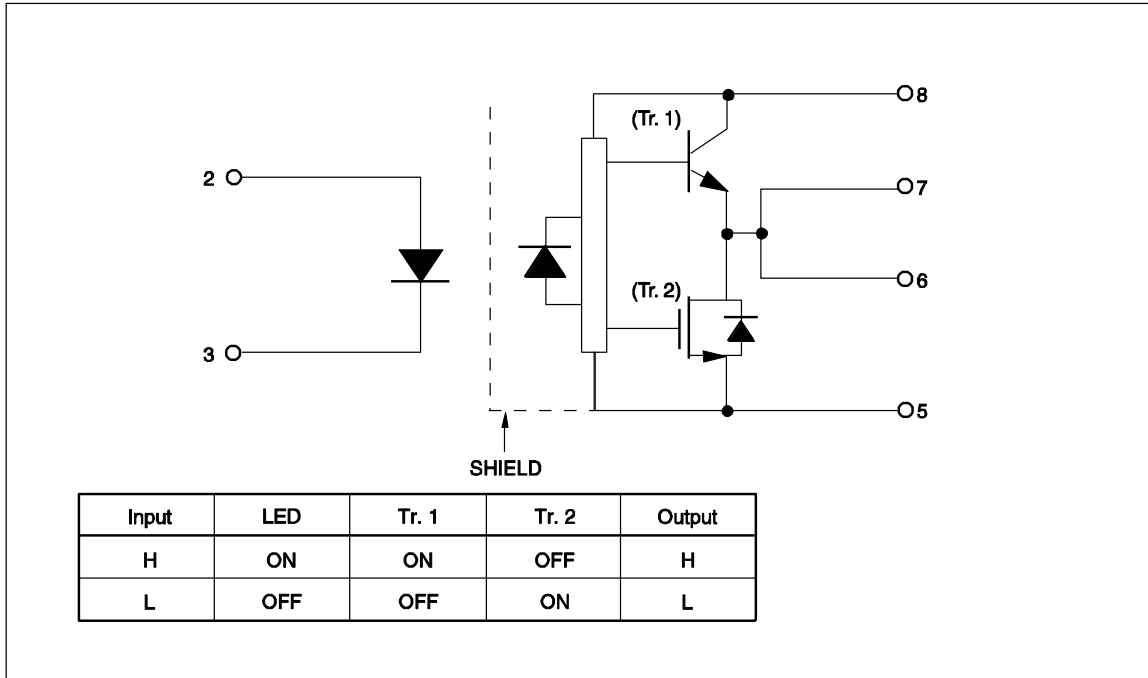 8
(Tr. 1)
2
7
(Tr. 2)
6
3
5
SHIELD
Input LED Tr. 1 Tr. 2 Output
H ON ON OFF H
L OFF OFF ON L